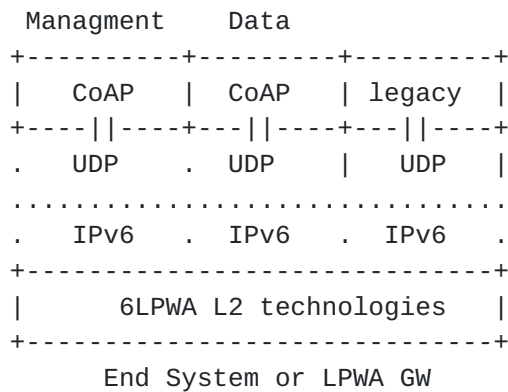 Managment     Data
+----------+---------+---------+
|   CoAP   |  CoAP   | legacy  |
+----||----+---||----+---||----+
.   UDP    .  UDP    |   UDP   |
................................
.   IPv6   .  IPv6   .  IPv6   .
+------------------------------+
|      6LPWA L2 technologies   |
+------------------------------+
      End System or LPWA GW